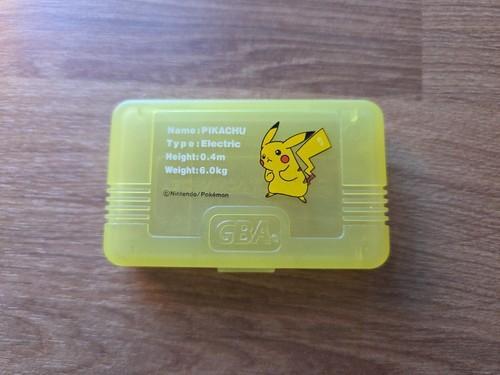 Name:PIKACHU
Type:Electric
Height:0.4m
Weight:6.0kg
©Nintendo/Pokémon
GBA